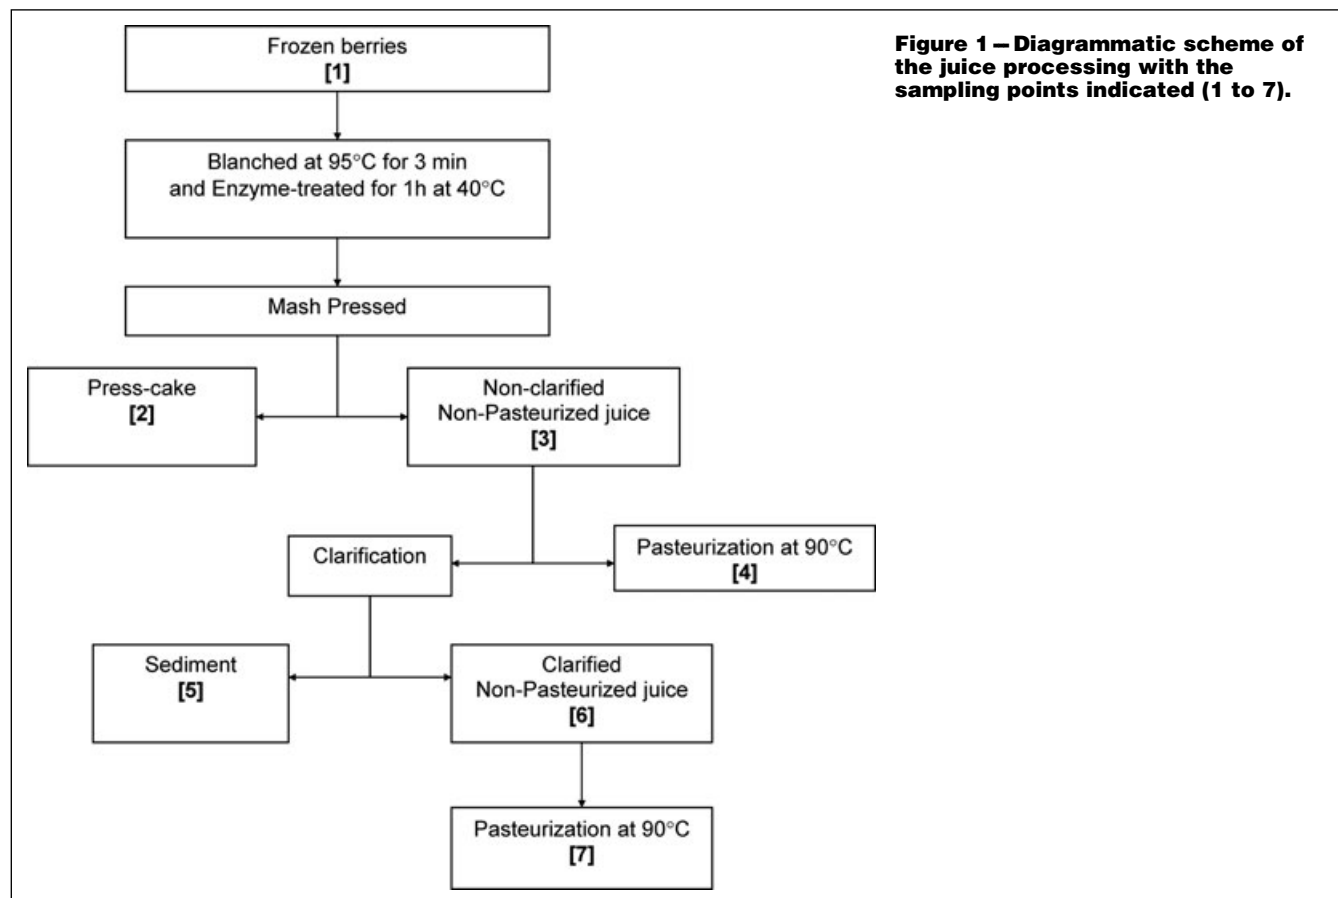 Frozen berries
[1]
Figure 1 – Diagrammatic scheme of
the juice processing with the
sampling points indicated (1 to 7).
Blanched at 95°C for 3 min
and Enzyme-treated for 1h at 40°C
Mash Pressed
Press-cake
[2]
Non-clarified
Non-Pasteurized juice
[3]
Clarification
Pasteurization at 90°C
[4]
Sediment
[5]
Clarified
Non-Pasteurized juice
[6]
Pasteurization at 90°C
[7]